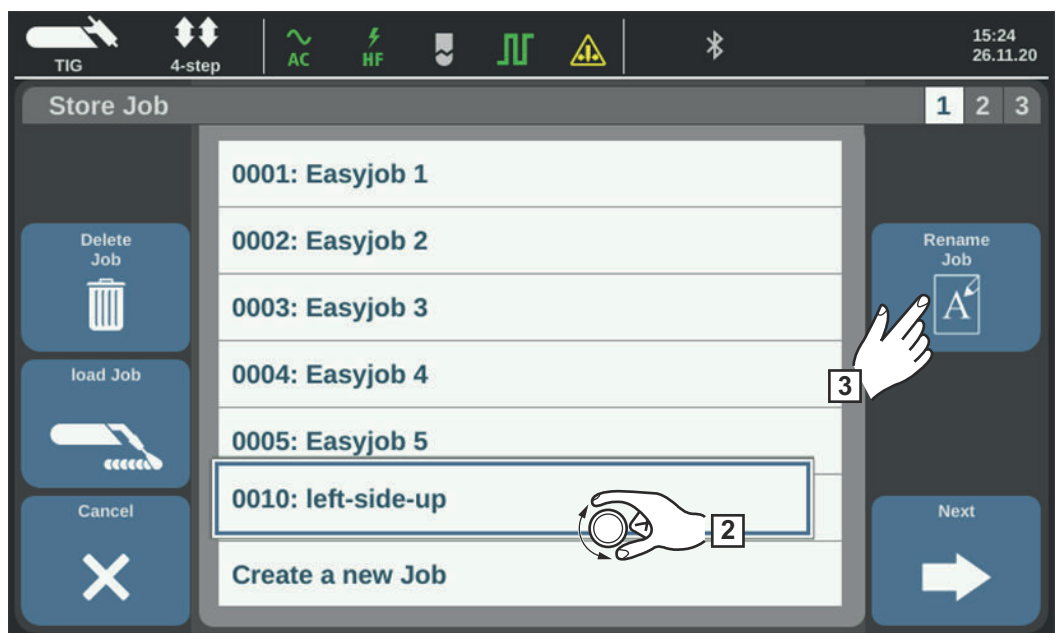 TIG
4-step
AC
HF
15:24
26.11.20
Store Job
1 2 3
0001: Easyjob 1
Delete
Job
0002: Easyjob 2
Rename
Job
A
0003: Easyjob 3
load Job
0004: Easyjob 4
3
0005: Easyjob 5
Cancel
0010: left-side-up
2
Next
Create a new Job